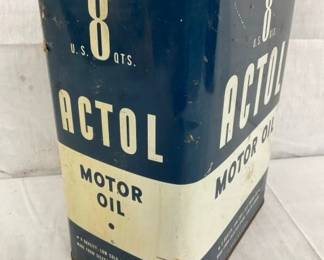 8
U.S. QTS.
ACTOL
MOTOR
OIL
8
U.S.
ACTOL
MOTOR OIL